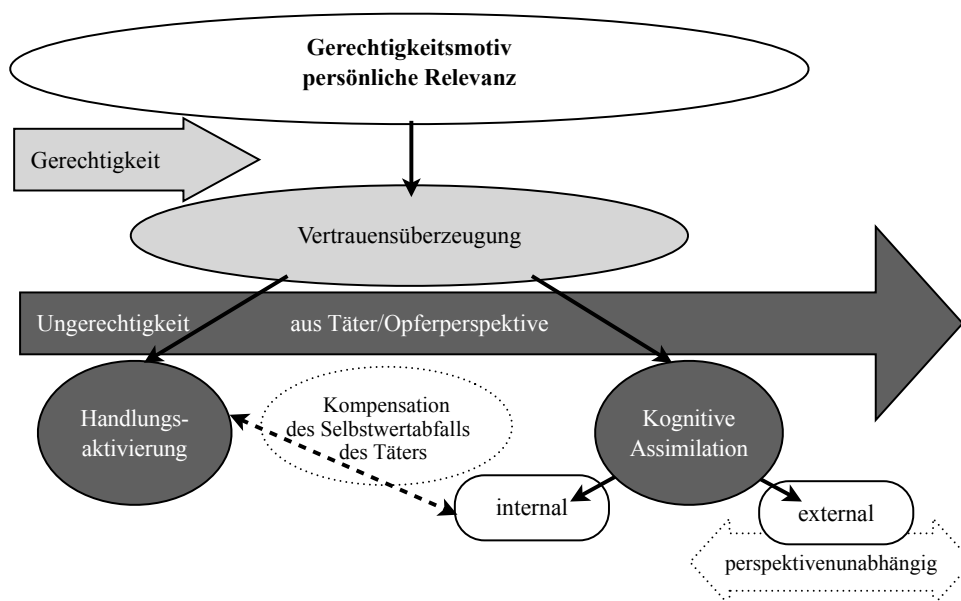 Gerechtigkeitsmotiv
persönliche Relevanz
Gerechtigkeit
Vertrauensüberzeugung
Ungerechtigkeit
aus Täter/Opferperspektive
Handlungs-
aktivierung
Kompensation
des Selbstwertabfalls
des Täters
Kognitive
Assimilation
internal
external
perspektivenunabhängig